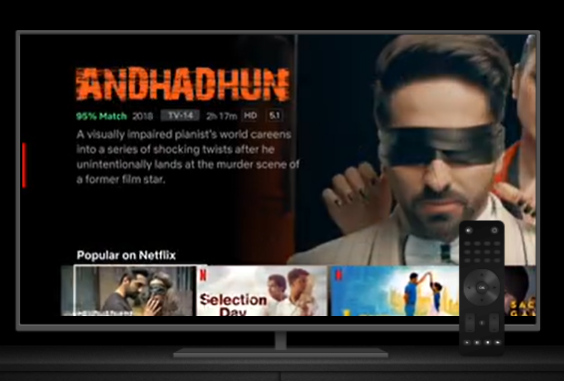 ANDHADHUN
95% Match 2018 TV-14 2h 17m HD 5.1
A visually impaired pianist's world careens
into a series of shocking twists after he
unintentionally lands at the murder scene of
a former film star.
Popular on Netflix
N
Selection
Day
N
SAC
GA